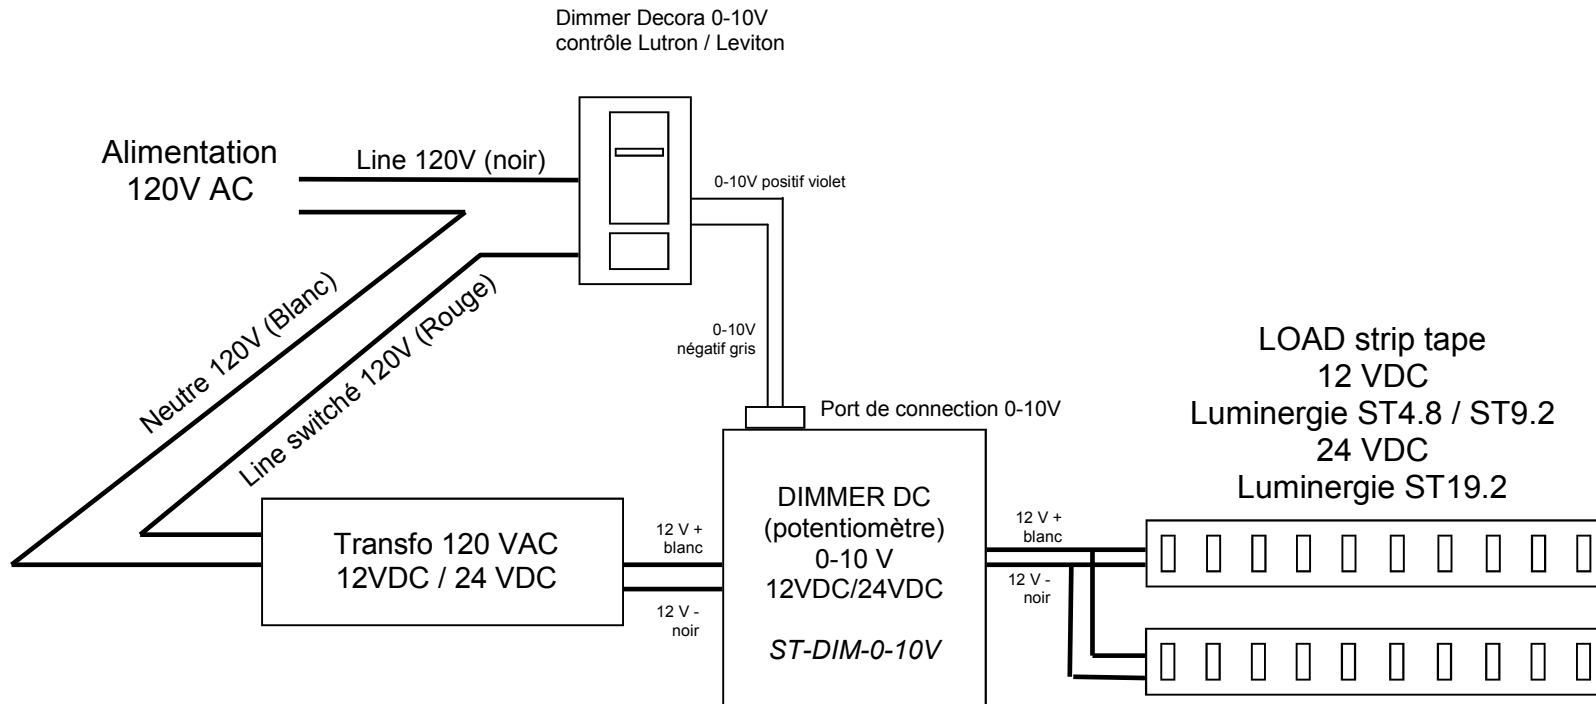 Dimmer Decora 0-10V
contrôle Lutron / Leviton
Alimentation
120V AC
Line 120V (noir)
0-10V positif violet
Neutre 120V (Blanc)
Line switché 120V (Rouge)
0-10V
négatif gris
Port de connection 0-10V
LOAD strip tape
12 VDC
Luminergie ST4.8 / ST9.2
24 VDC
Luminergie ST19.2
Transfo 120 VAC
12VDC / 24 VDC
12 V +
blanc
12 V -
noir
DIMMER DC
(potentiomètre)
0-10 V
12VDC/24VDC
ST-DIM-0-10V
12 V +
blanc
12 V -
noir